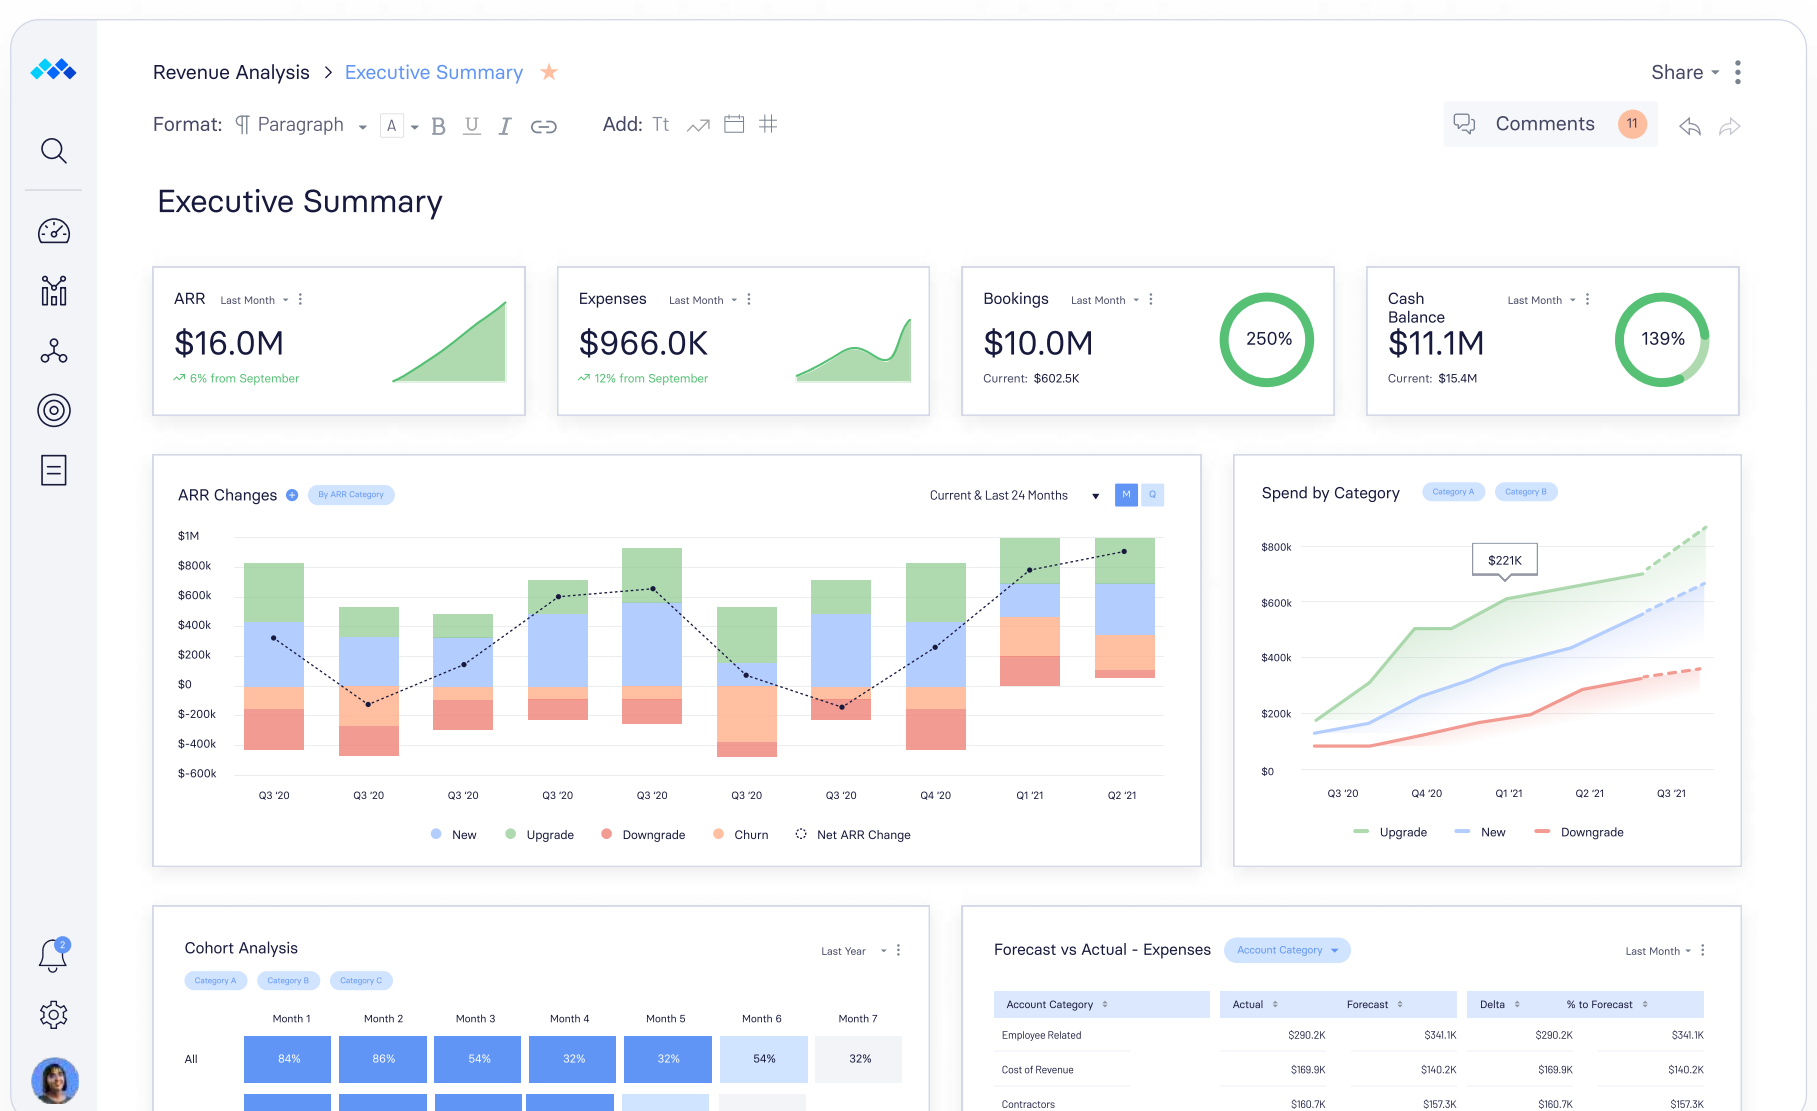 Revenue Analysis > Executive Summary
Share
Format: ¶ Paragraph A B U I Add: Tt #
Comments 11
Executive Summary
ARR Last Month
$16.0M
6% from September
Expenses Last Month
$966.0K
12% from September
Bookings Last Month
$10.0M
Current: $602.5K
250%
Cash Balance Last Month
$11.1M
Current: $15.4M
139%
ARR Changes + By ARR Category
Current & Last 24 Months M Q
$1M
$800k
$600k
$400k
$200k
$0
$-200k
$-400k
$-600k
Q3 '20 Q3 '20 Q3 '20 Q3 '20 Q3 '20 Q3 '20 Q3 '20 Q4 '20 Q1 '21 Q2 '21
New Upgrade Downgrade Churn Net ARR Change
Spend by Category Category A Category B
$221K
$800k
$600k
$400k
$200k
$0
Q3 '20 Q4 '20 Q1 '21 Q2 '21 Q3 '21
Upgrade New Downgrade
2
Cohort Analysis
Last Year
Category A Category B Category C
Month 1 Month 2 Month 3 Month 4 Month 5 Month 6 Month 7
All 84% 86% 54% 32% 32% 54% 32%
Forecast vs Actual - Expenses Account Category
Last Month
Account Category Actual Forecast Delta % to Forecast
Employee Related $290.2K $341.1K $290.2K $341.1K
Cost of Revenue $169.9K $140.2K $169.9K $140.2K
Contractors $160.7K $157.3K $160.7K $157.3K